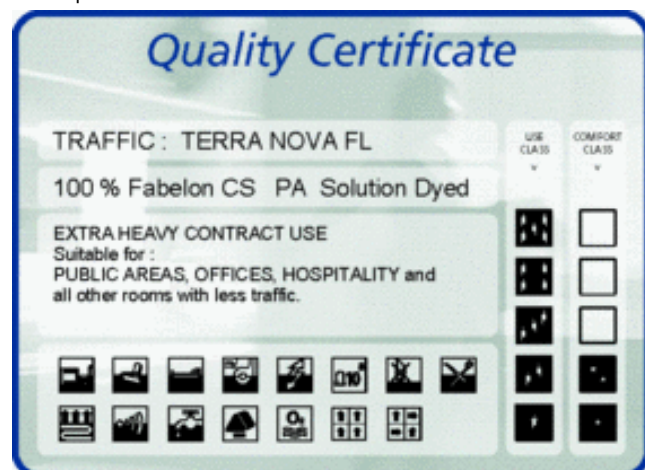 Quality Certificate
TRAFFIC : TERRA NOVA FL
USE
CLASS
v
COMFORT
CLASS
v
100 % Fabelon CS PA Solution Dyed
EXTRA HEAVY CONTRACT USE
Suitable for :
PUBLIC AREAS, OFFICES, HOSPITALITY and
all other rooms with less traffic.